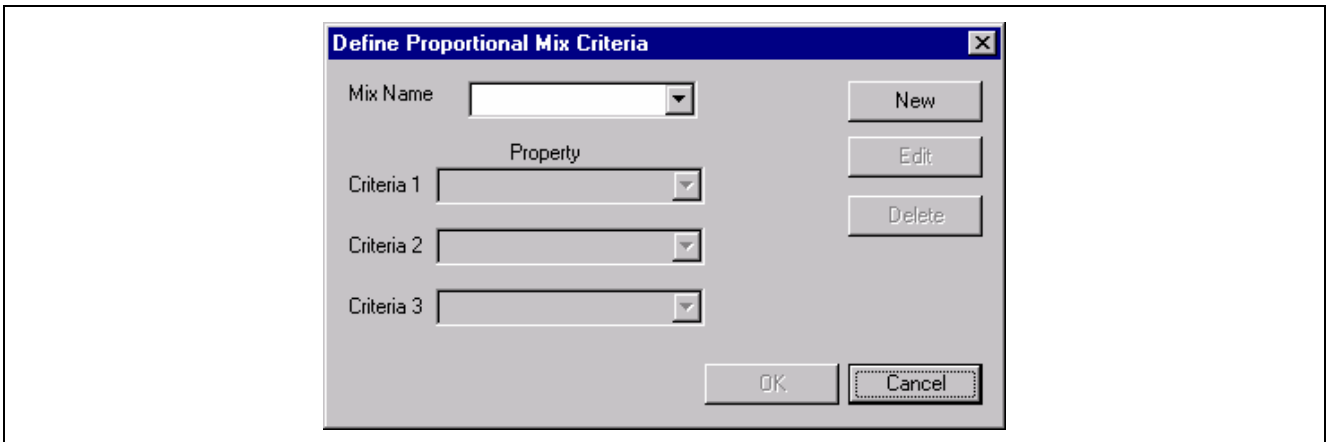 Define Proportional Mix Criteria
Mix Name
New
Property
Edit
Criteria 1
Delete
Criteria 2
Criteria 3
OK
Cancel